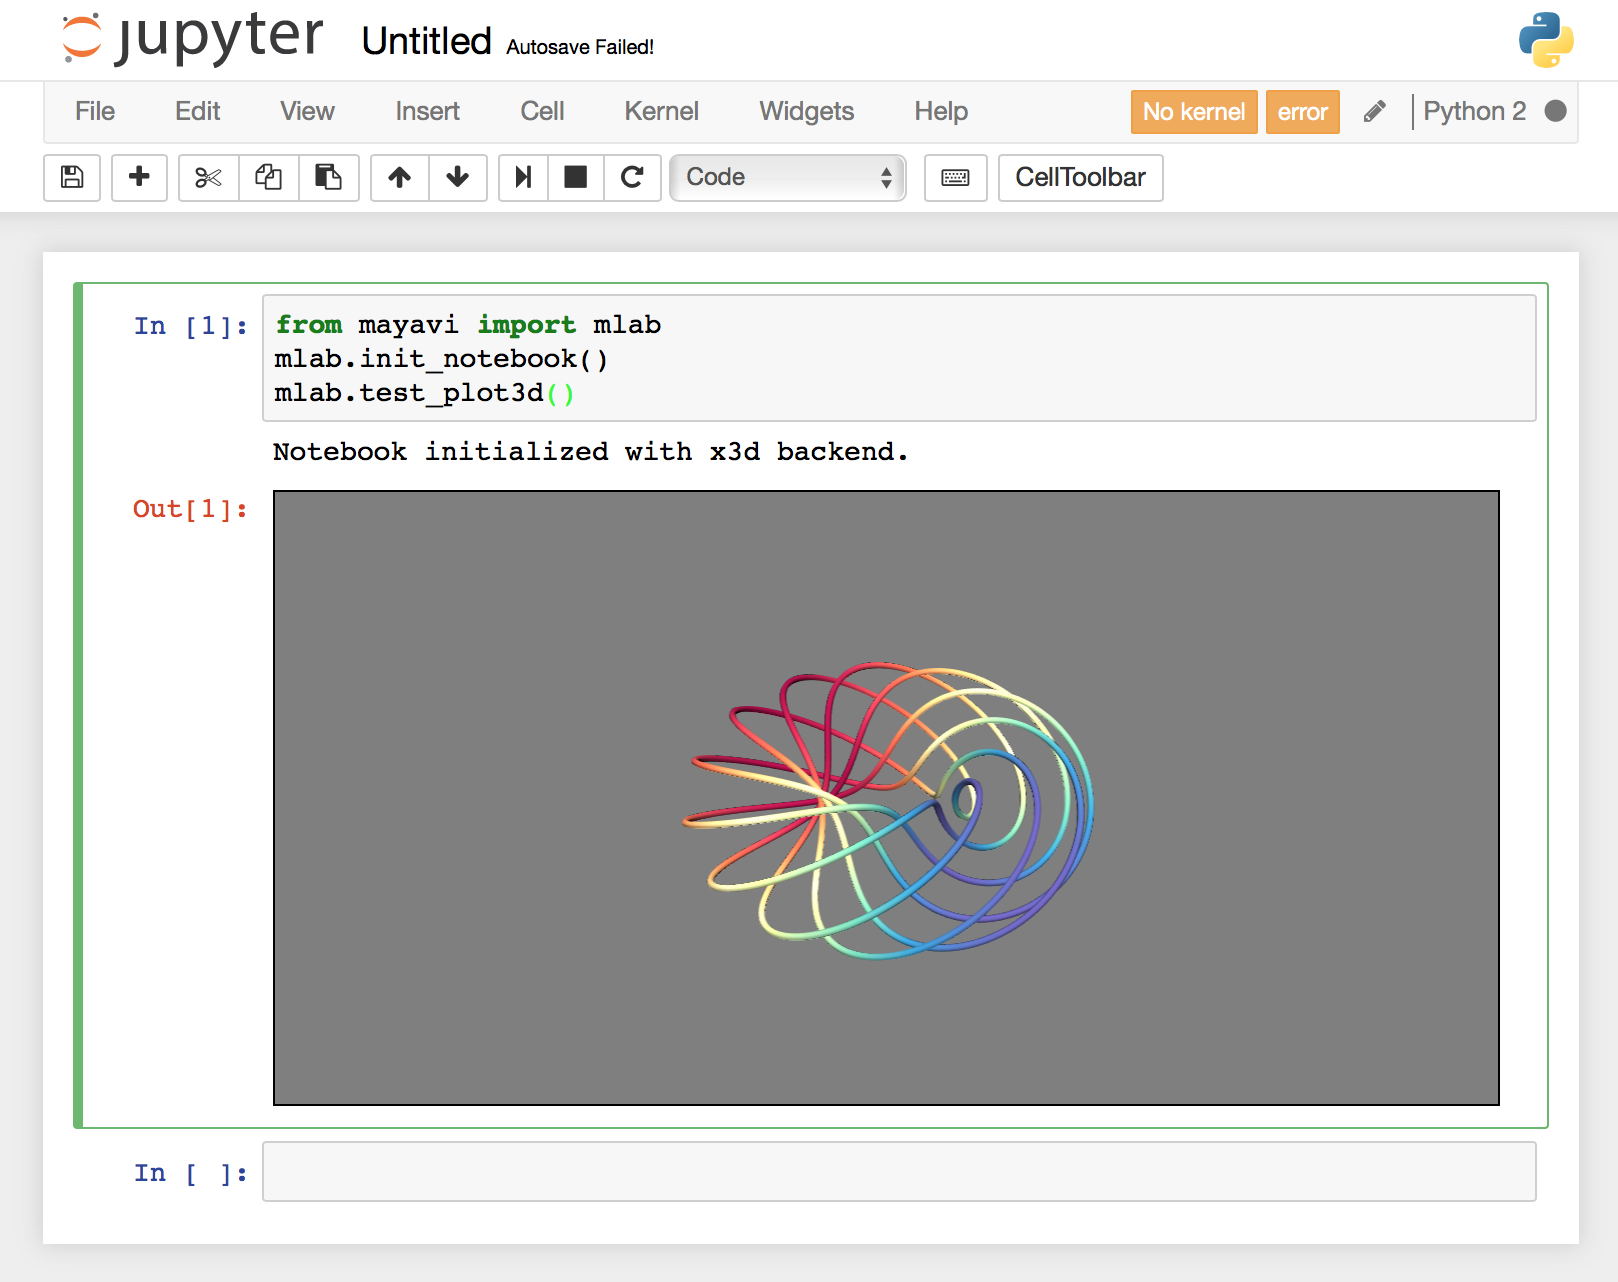 jupyter Untitled Autosave Failed!
File Edit View Insert Cell Kernel Widgets Help No kernel error Python 2
Code CellToolbar
In [1]: from mayavi import mlab
mlab.init_notebook()
mlab.test_plot3d()
Notebook initialized with x3d backend.
Out[1]:
In [ ]: